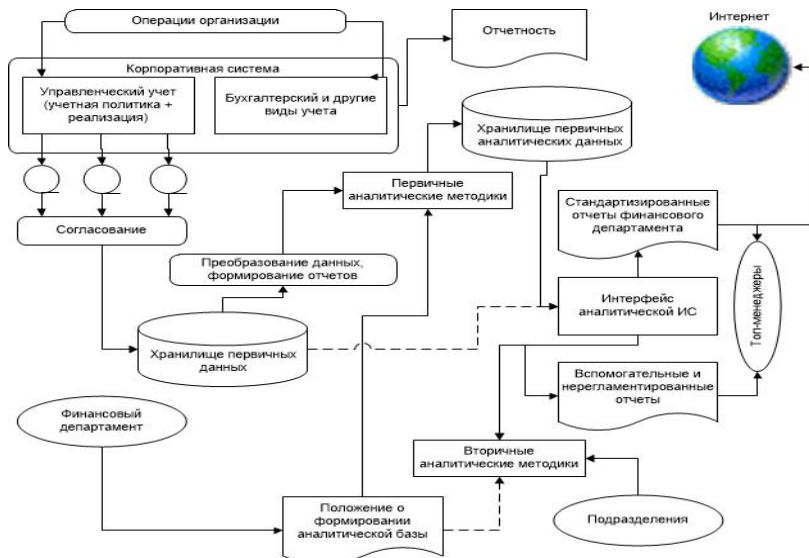 Операции организации
Отчетность
Интернет
Корпоративная система
Управленческий учет
(учетная политика +
реализация)
Бухгалтерский и другие
виды учета
Хранилище первичных
аналитических данных
Первичные
аналитические методики
Согласование
Стандартизированные
отчеты финансового
департамента
Преобразование данных,
формирование отчетов
Интерфейс
аналитической ИС
Топ-менеджеры
Хранилище первичных
данных
Вспомогательные и
нерегламентированные
отчеты
Финансовый
департамент
Вторичные
аналитические методики
Положение о
формировании
аналитической базы
Подразделения